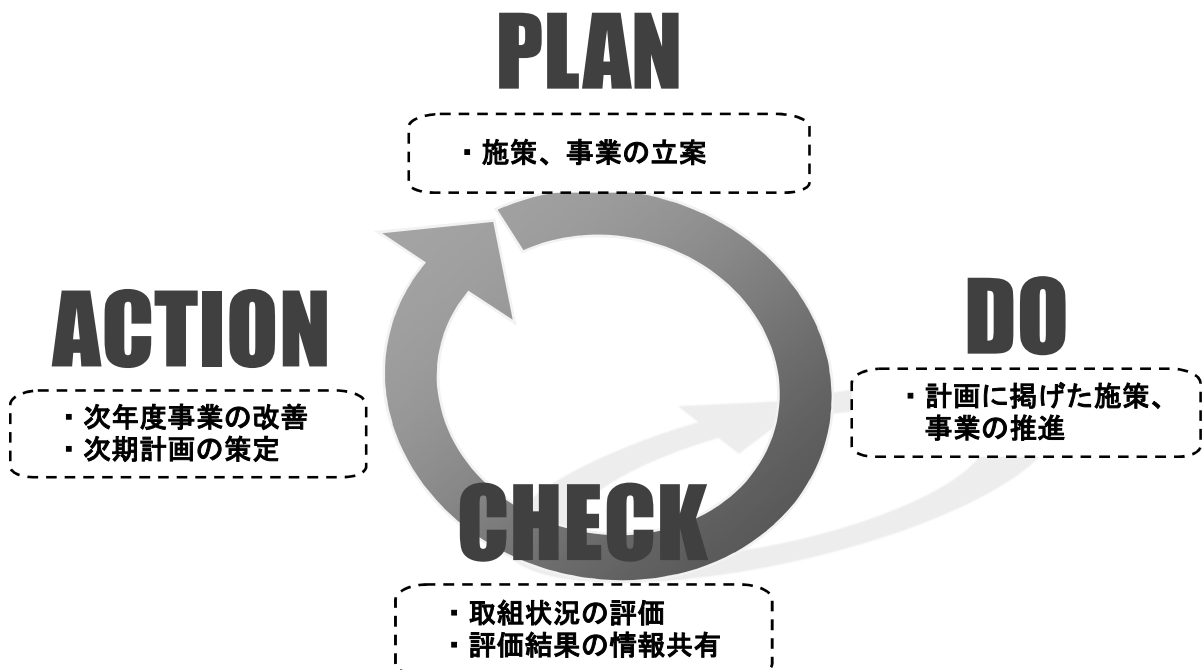 PLAN
・施策、事業の立案
DO
・計画に掲げた施策、
事業の推進
CHECK
・取組状況の評価
・評価結果の情報共有
ACTION
・次年度事業の改善
・次期計画の策定